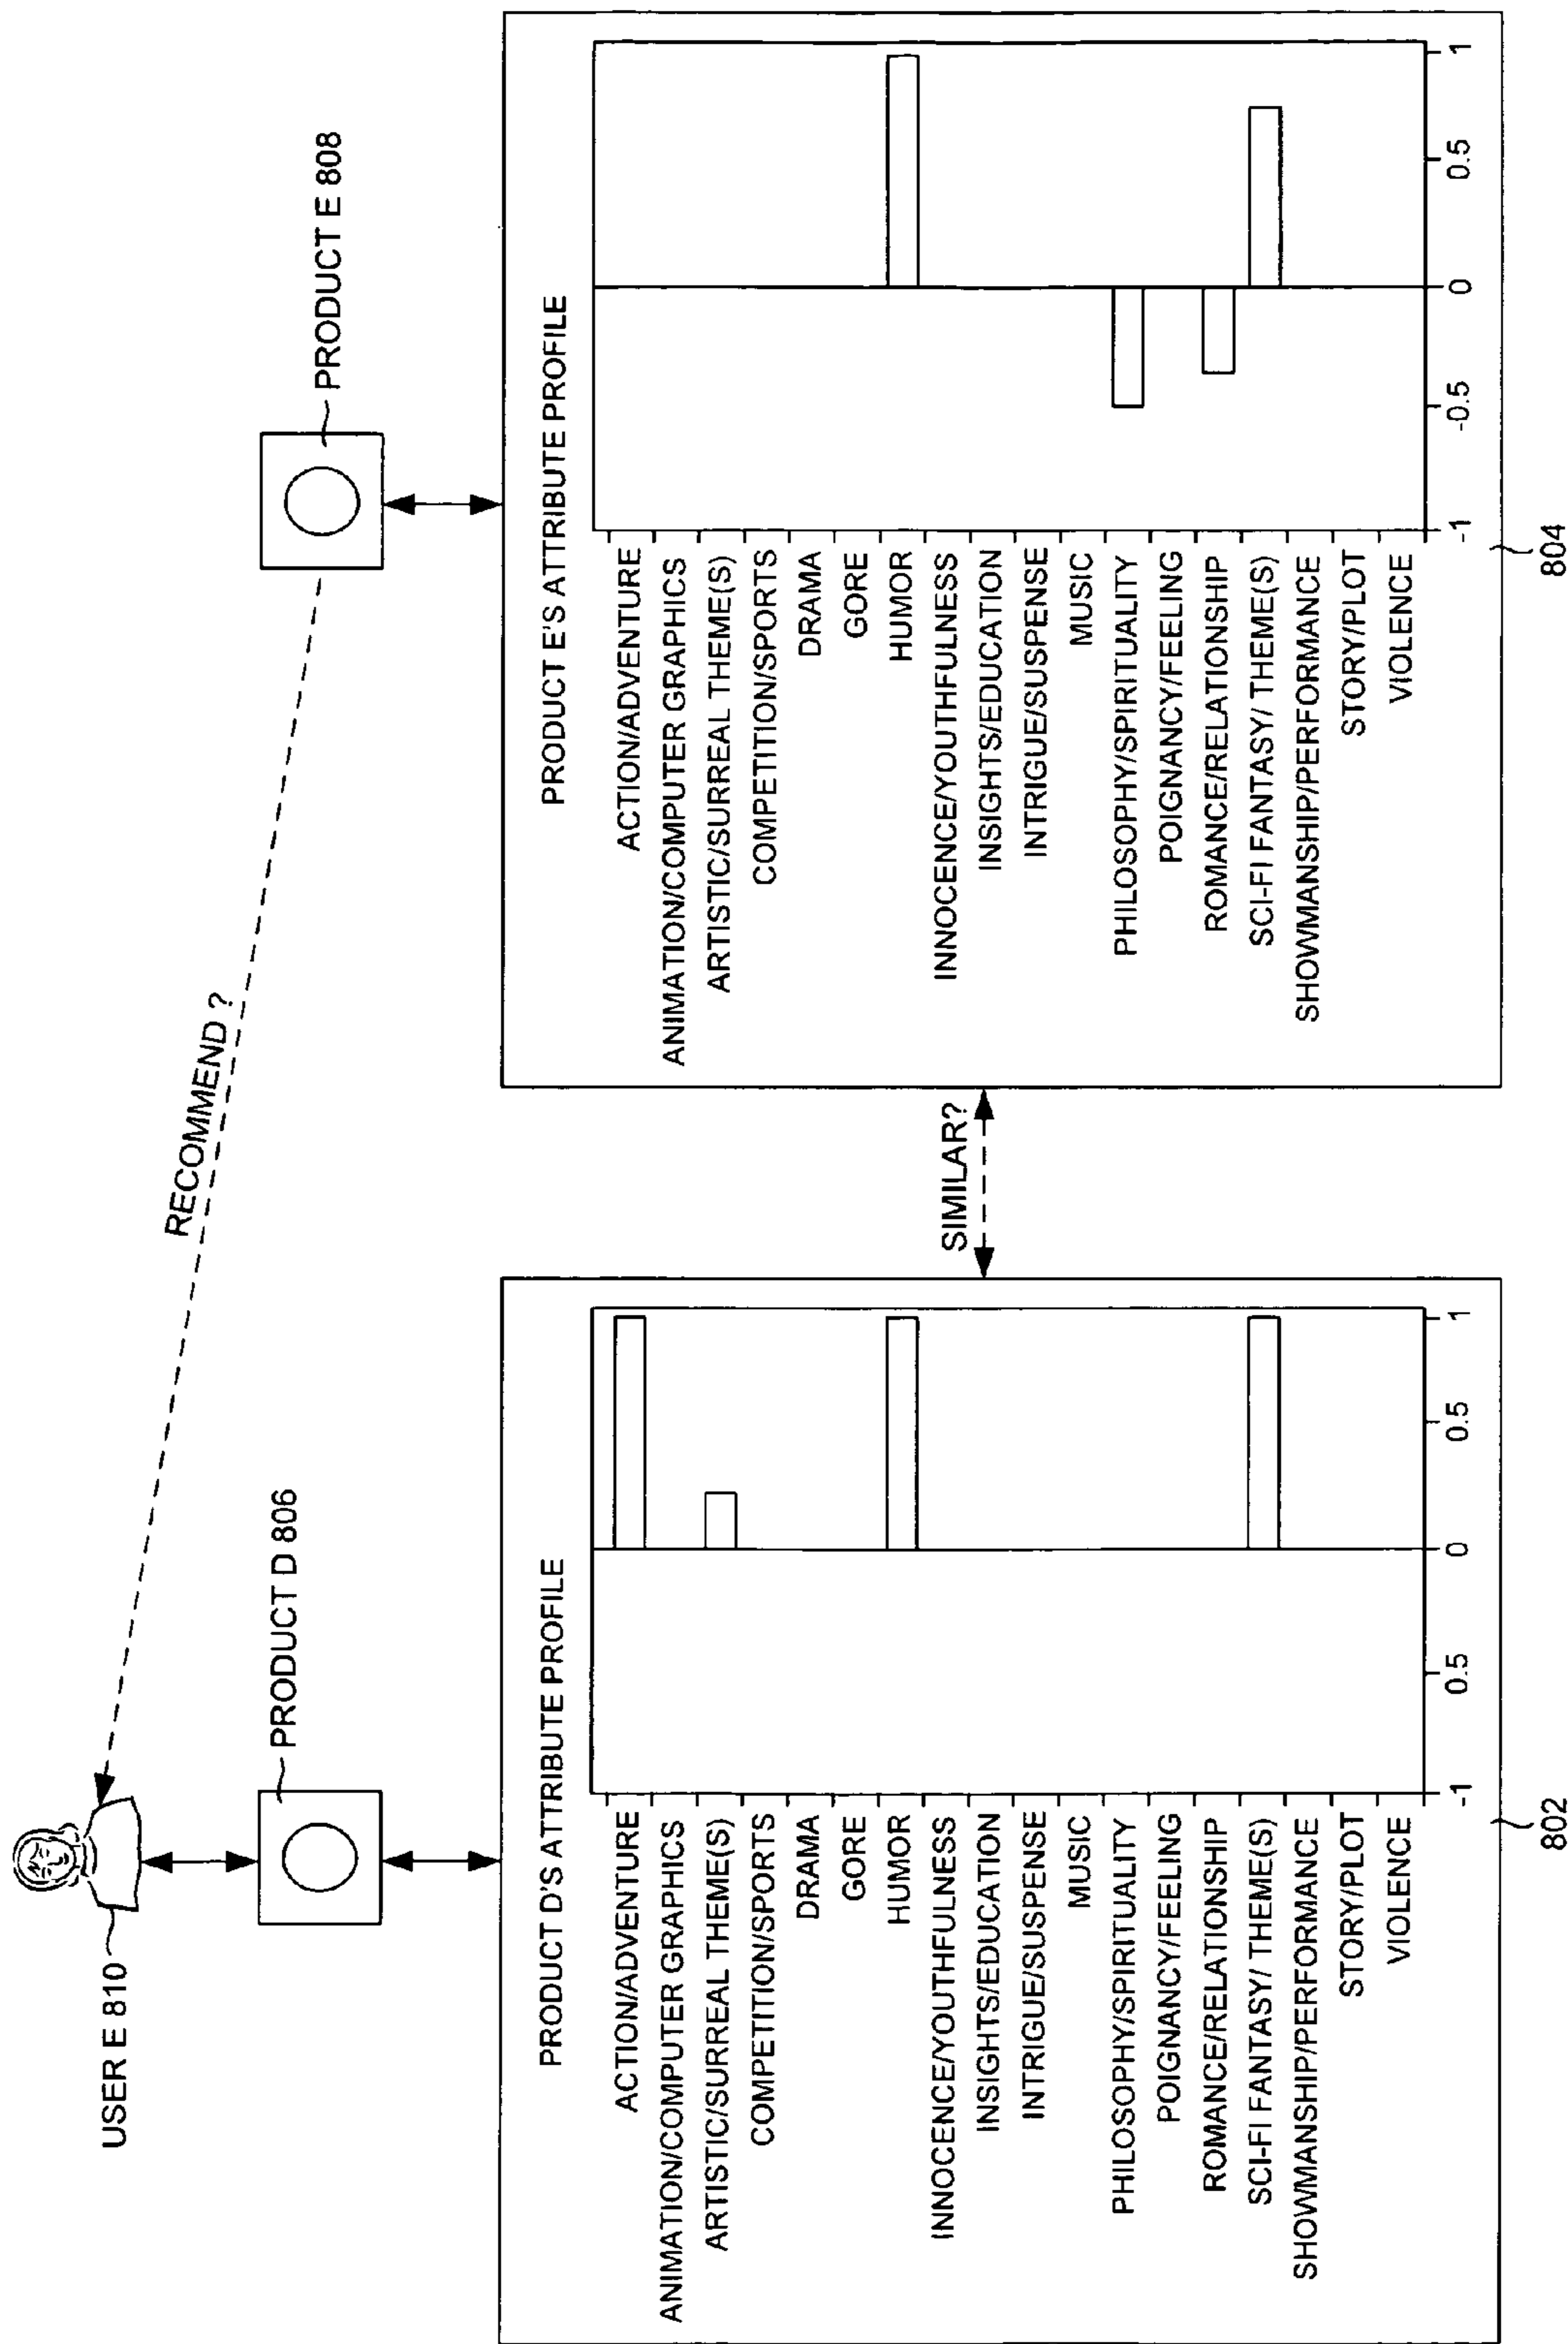 USER E 810
PRODUCT D 806
RECOMMEND ?
PRODUCT E 808
PRODUCT D'S ATTRIBUTE PROFILE
ACTION/ADVENTURE
ANIMATION/COMPUTER GRAPHICS
ARTISTIC/SURREAL THEME(S)
COMPETITION/SPORTS
DRAMA
GORE
HUMOR
INNOCENCE/YOUTHFULNESS
INSIGHTS/EDUCATION
INTRIGUE/SUSPENSE
MUSIC
PHILOSOPHY/SPIRITUALITY
POIGNANCY/FEELING
ROMANCE/RELATIONSHIP
SCI-FI FANTASY/ THEME(S)
SHOWMANSHIP/PERFORMANCE
STORY/PLOT
VIOLENCE
-1 0.5 0 0.5 1
802
SIMILAR?
PRODUCT E'S ATTRIBUTE PROFILE
ACTION/ADVENTURE
ANIMATION/COMPUTER GRAPHICS
ARTISTIC/SURREAL THEME(S)
COMPETITION/SPORTS
DRAMA
GORE
HUMOR
INNOCENCE/YOUTHFULNESS
INSIGHTS/EDUCATION
INTRIGUE/SUSPENSE
MUSIC
PHILOSOPHY/SPIRITUALITY
POIGNANCY/FEELING
ROMANCE/RELATIONSHIP
SCI-FI FANTASY/ THEME(S)
SHOWMANSHIP/PERFORMANCE
STORY/PLOT
VIOLENCE
-1 -0.5 0 0.5 1
804